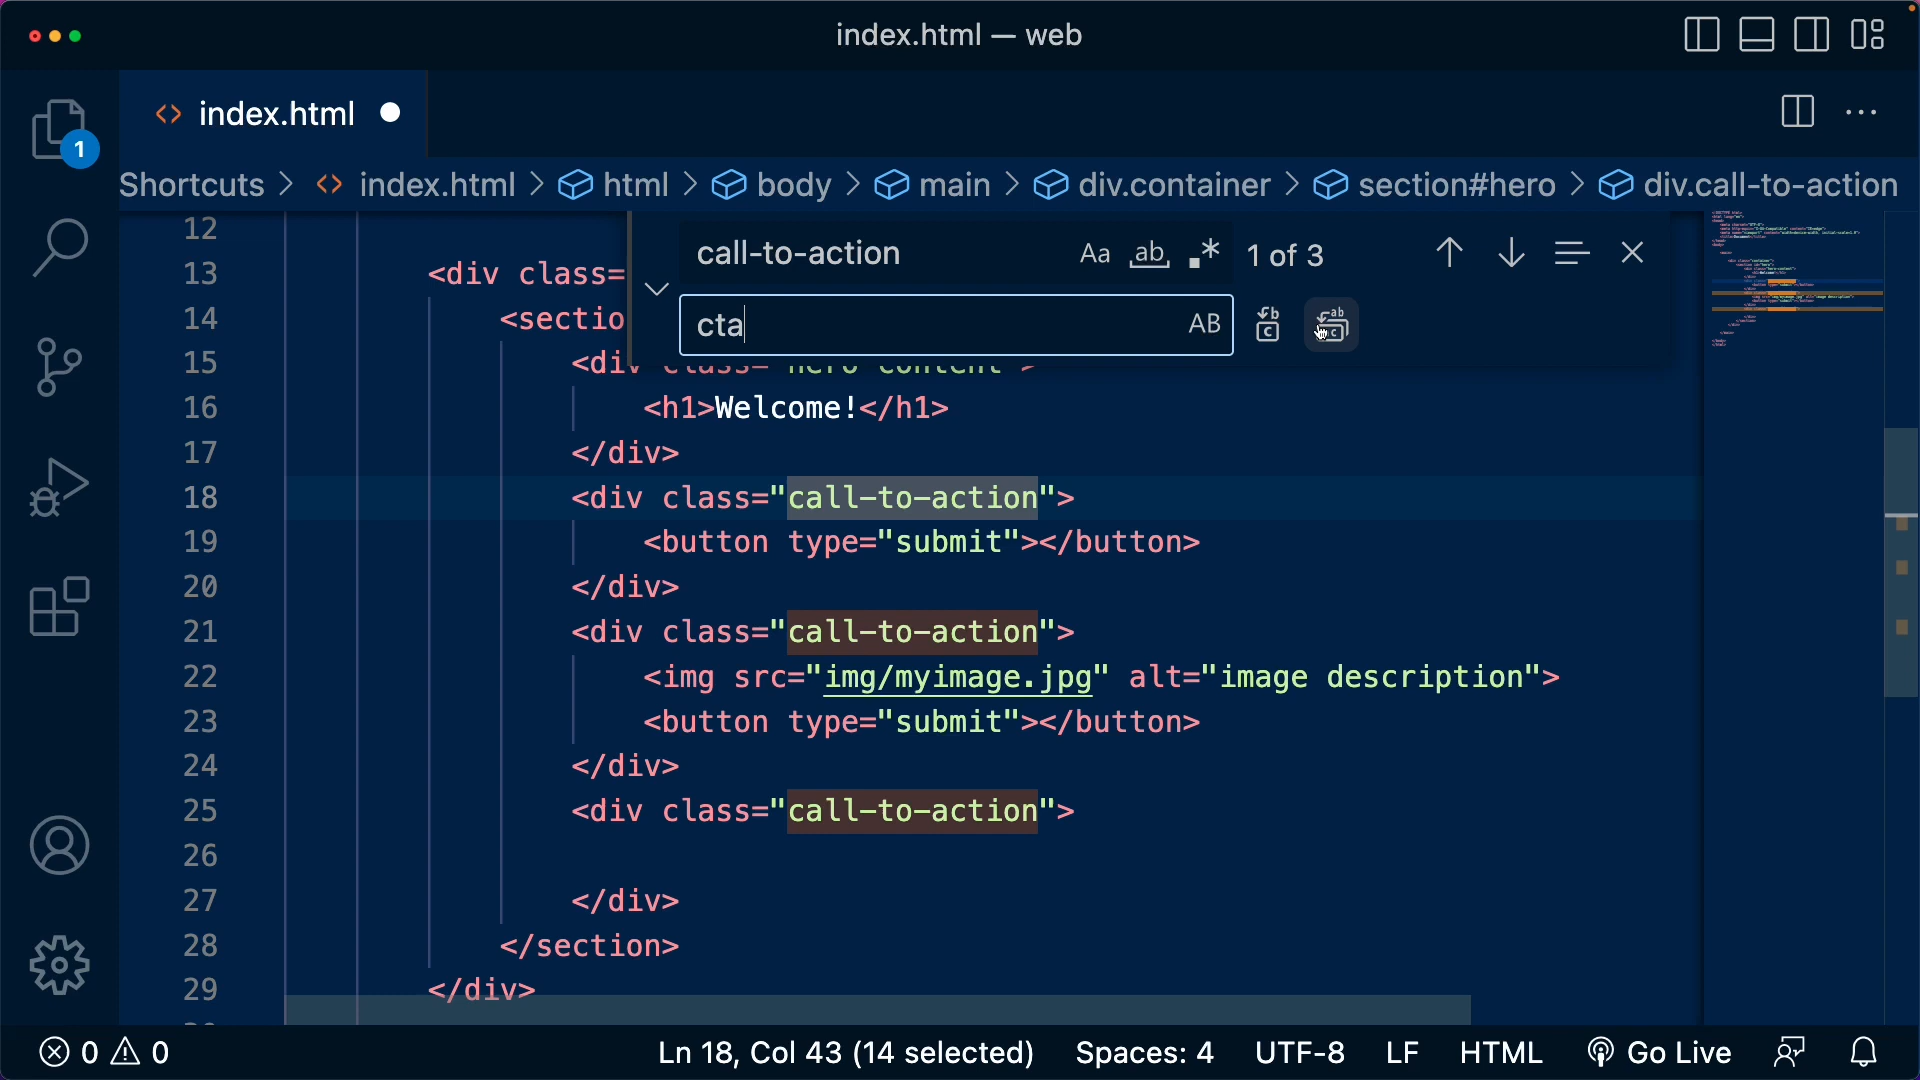 index.html — web
<> index.html
1
Shortcuts > <> index.html > html > body > main > div.container > section#hero > div.call-to-action
call-to-action Aa ab .* 1 of 3
cta AB
12
13 <div class=
14 <sectio
15 <div class="hero-content">
16 <h1>Welcome!</h1>
17 </div>
18 <div class="call-to-action">
19 <button type="submit"></button>
20 </div>
21 <div class="call-to-action">
22 <img src="img/myimage.jpg" alt="image description">
23 <button type="submit"></button>
24 </div>
25 <div class="call-to-action">
26
27 </div>
28 </section>
29 </div>
0 0 Ln 18, Col 43 (14 selected) Spaces: 4 UTF-8 LF HTML Go Live